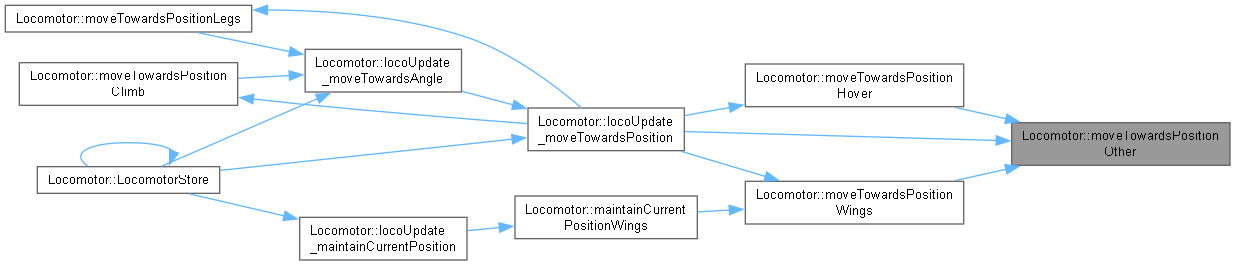 Locomotor::moveTowardsPositionLegs
Locomotor::moveTowardsPosition
Climb
Locomotor::locoUpdate
_moveTowardsAngle
Locomotor::LocomotorStore
Locomotor::locoUpdate
_maintainCurrentPosition
Locomotor::locoUpdate
_moveTowardsPosition
Locomotor::maintainCurrent
PositionWings
Locomotor::moveTowardsPosition
Hover
Locomotor::moveTowardsPosition
Wings
Locomotor::moveTowardsPosition
Other